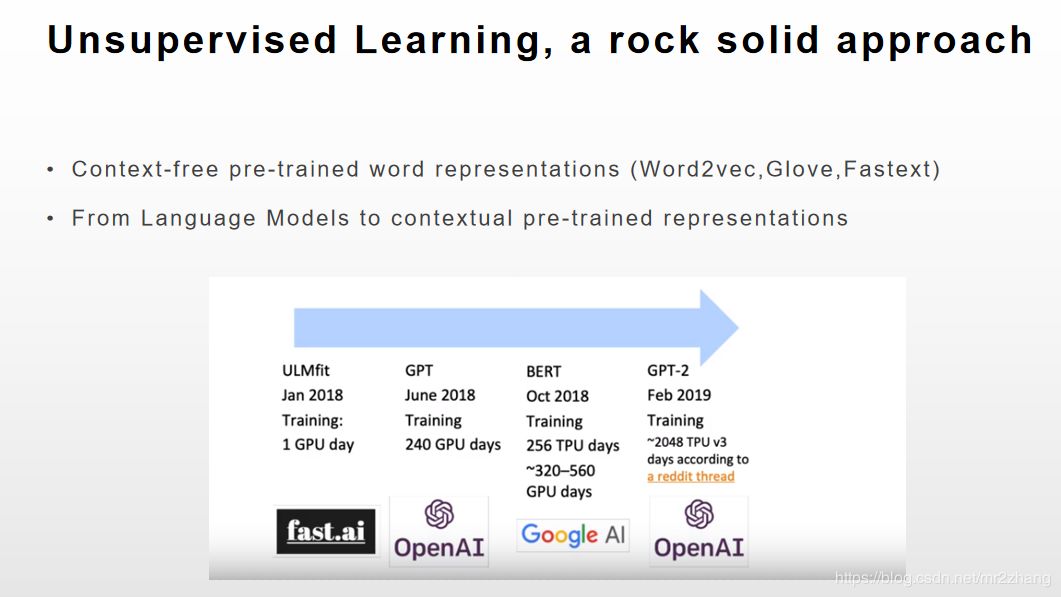 Unsupervised Learning, a rock solid approach
• Context-free pre-trained word representations (Word2vec,Glove,Fastext)
• From Language Models to contextual pre-trained representations
ULMfit
Jan 2018
Training:
1 GPU day
fast.ai
GPT
June 2018
Training
240 GPU days
OpenAI
BERT
Oct 2018
Training
256 TPU days
~320–560
GPU days
Google AI
GPT-2
Feb 2019
Training
~2048 TPU v3
days according to
a reddit thread
OpenAI
https://blog.csdn.net/mr2zhang